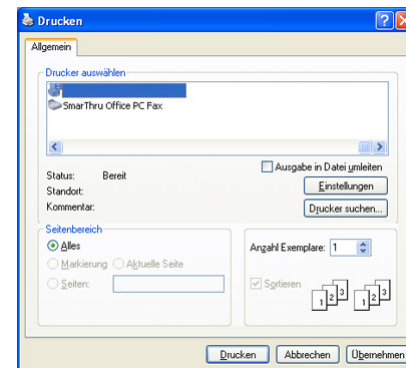 Drucken
Allgemein
Drucker auswählen
SmarThru Office PC Fax
Status: Bereit
Standort:
Kommentar:
Ausgabe in Datei umleiten
Einstellungen
Drucker suchen...
Seitenbereich
Alles
Markierung Aktuelle Seite
Seiten:
Anzahl Exemplare: 1
Sortieren
1 2 3 1 2 3
Drucken Abbrechen Übernehmen